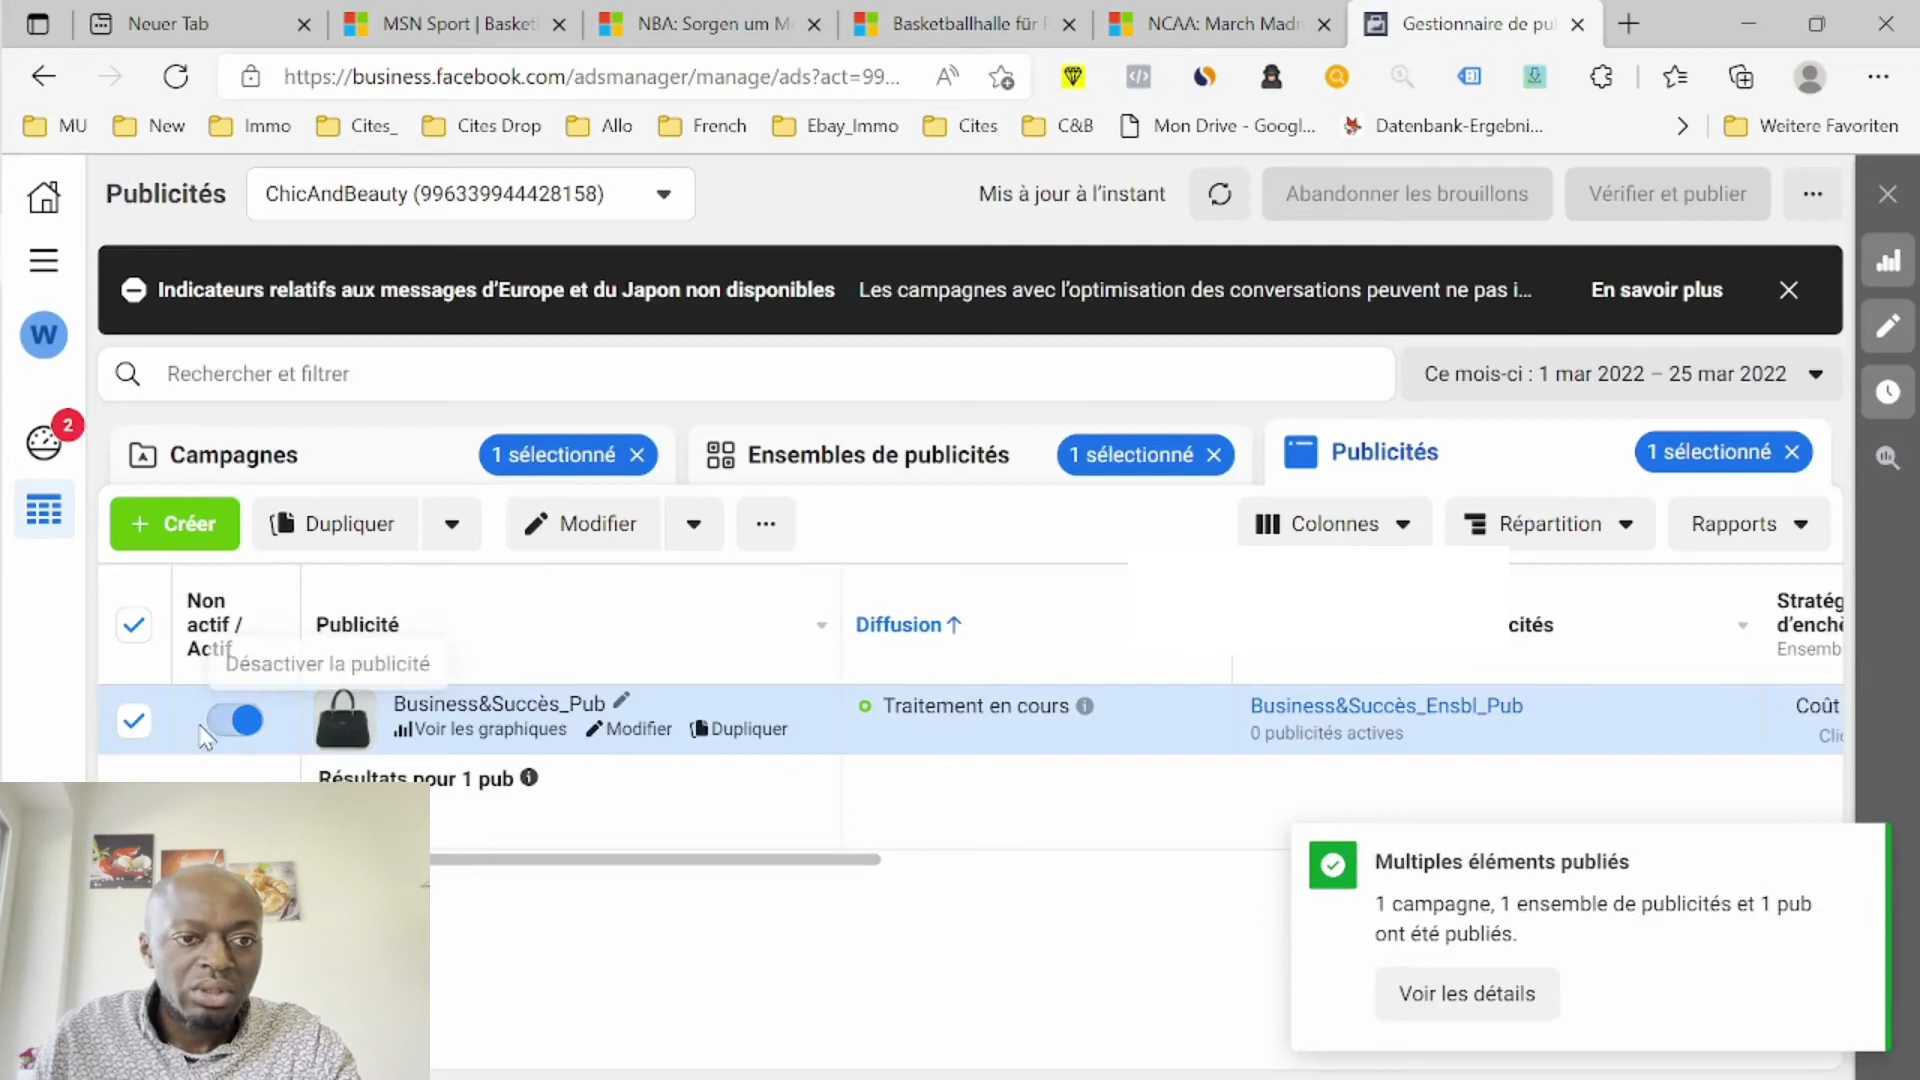 Neuer Tab
MSN Sport | Basket
NBA: Sorgen um M
Basketballhalle für
NCAA: March Mad
Gestionnaire de pu
https://business.facebook.com/adsmanager/manage/ads?act=99...
MU
New
Immo
Cites_
Cites Drop
Allo
French
Ebay_Immo
Cites
C&B
Mon Drive - Googl...
Datenbank-Ergebni...
Weitere Favoriten
Publicités
ChicAndBeauty (996339944428158)
Mis à jour à l'instant
Abandonner les brouillons
Vérifier et publier
Indicateurs relatifs aux messages d'Europe et du Japon non disponibles
Les campagnes avec l'optimisation des conversations peuvent ne pas i...
En savoir plus
W
Rechercher et filtrer
Ce mois-ci : 1 mar 2022 – 25 mar 2022
2
Campagnes
1 sélectionné
Ensembles de publicités
1 sélectionné
Publicités
1 sélectionné
+ Créer
Dupliquer
Modifier
Colonnes
Répartition
Rapports
Non
actif /
Actif
Publicité
Diffusion
cités
Stratég
d'enchè
Ensemb
Désactiver la publicité
Business&Succès_Pub
Voir les graphiques
Modifier
Dupliquer
Traitement en cours
Business&Succès_Ensbl_Pub
0 publicités actives
Coût
Clic
Résultats pour 1 pub
Multiples éléments publiés
1 campagne, 1 ensemble de publicités et 1 pub
ont été publiés.
Voir les détails